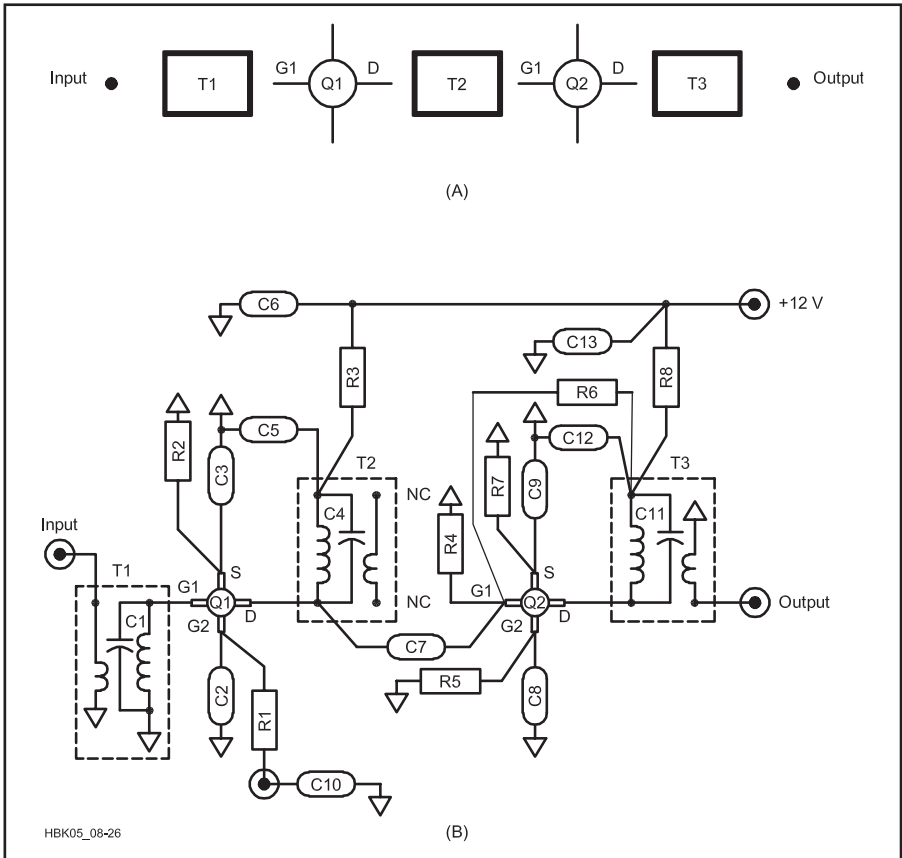 Input T1 G1 Q1 D T2 G1 Q2 D T3 Output
(A)
C6 +12 V
C13
R3 R8
R6
R2 C5 C12
C3 T2 R7 C9 T3
C4 NC C11
R4
Input
T1 G1 S G1 S
Q1 D NC Q2 D Output
C1 G2 G2
C7
C2 R5 C8
R1
C10
HBK05_08-26 (B)